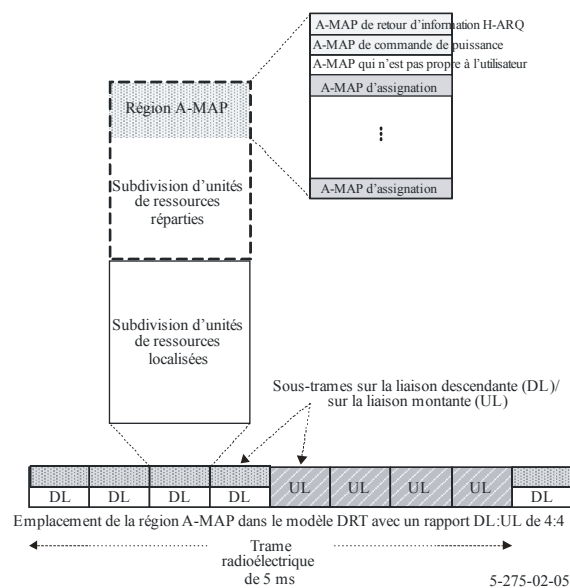 A-MAP de retour d'information H-ARQ
A-MAP de commande de puissance
A-MAP qui n'est pas propre à l'utilisateur
A-MAP d'assignation
A-MAP d'assignation
Région A-MAP
Subdivision d'unités
de ressources
réparties
Subdivision d'unités
de ressources
localisées
Sous-trames sur la liaison descendante (DL)/
sur la liaison montante (UL)
DL DL DL DL UL UL UL UL DL
Emplacement de la région A-MAP dans le modèle DRT avec un rapport DL:UL de 4:4
Trame
radioélectrique
de 5 ms
5-275-02-05